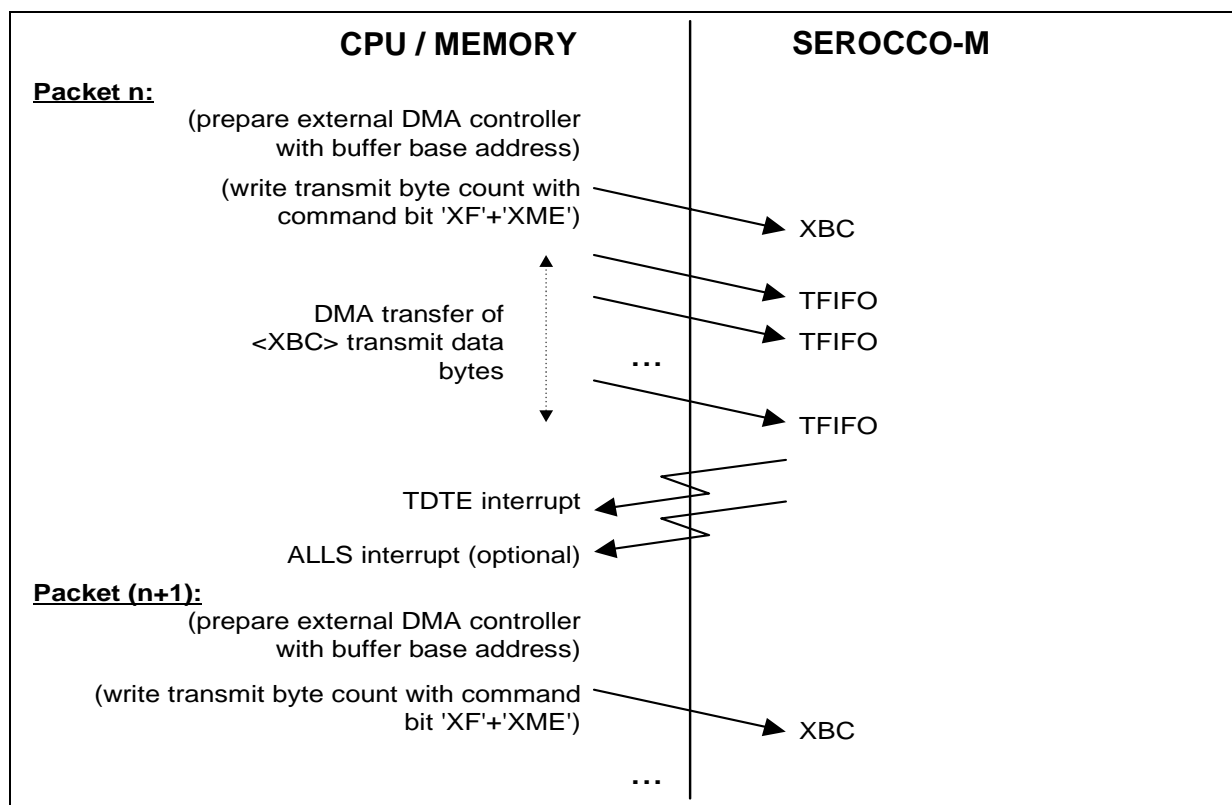 CPU / MEMORY
SEROCCO-M
Packet n:
(prepare external DMA controller
with buffer base address)
(write transmit byte count with
command bit 'XF'+'XME')
XBC
TFIFO
TFIFO
DMA transfer of
<XBC> transmit data
bytes
...
TFIFO
TDTE interrupt
ALLS interrupt (optional)
Packet (n+1):
(prepare external DMA controller
with buffer base address)
(write transmit byte count with command
bit 'XF'+'XME')
XBC
...